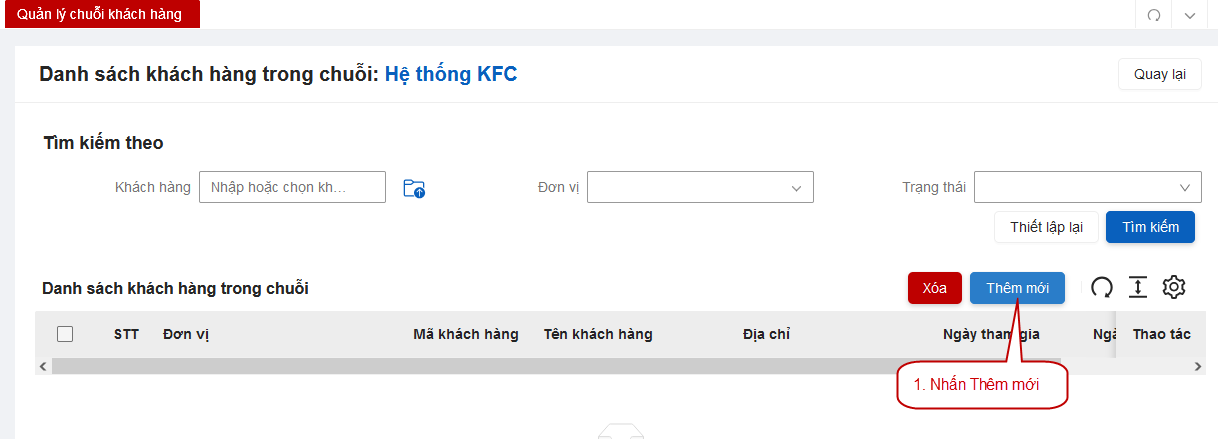 Quản lý chuỗi khách hàng
Danh sách khách hàng trong chuỗi: Hệ thống KFC
Quay lại
Tìm kiếm theo
Khách hàng Nhập hoặc chọn kh... Đơn vị Trạng thái
Thiết lập lại Tìm kiếm
Danh sách khách hàng trong chuỗi Xóa Thêm mới
STT Đơn vị Mã khách hàng Tên khách hàng Địa chỉ Ngày tham gia Thao tác
1. Nhấn Thêm mới